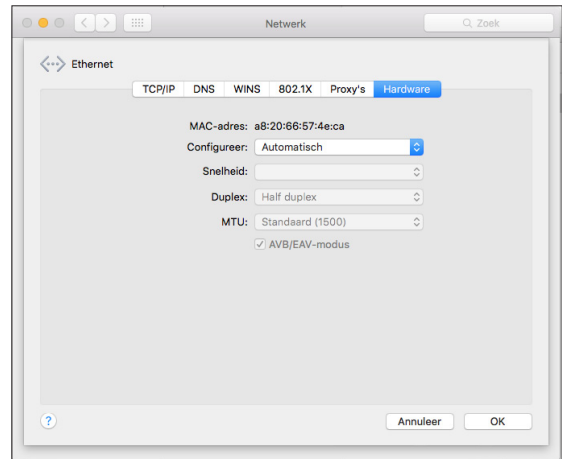 Netwerk
Zoek
Ethernet
TCP/IP DNS WINS 802.1X Proxy's Hardware
MAC-adres: a8:20:66:57:4e:ca
Configureer: Automatisch
Snelheid:
Duplex: Half duplex
MTU: Standaard (1500)
AVB/EAV-modus
? Annuleer OK